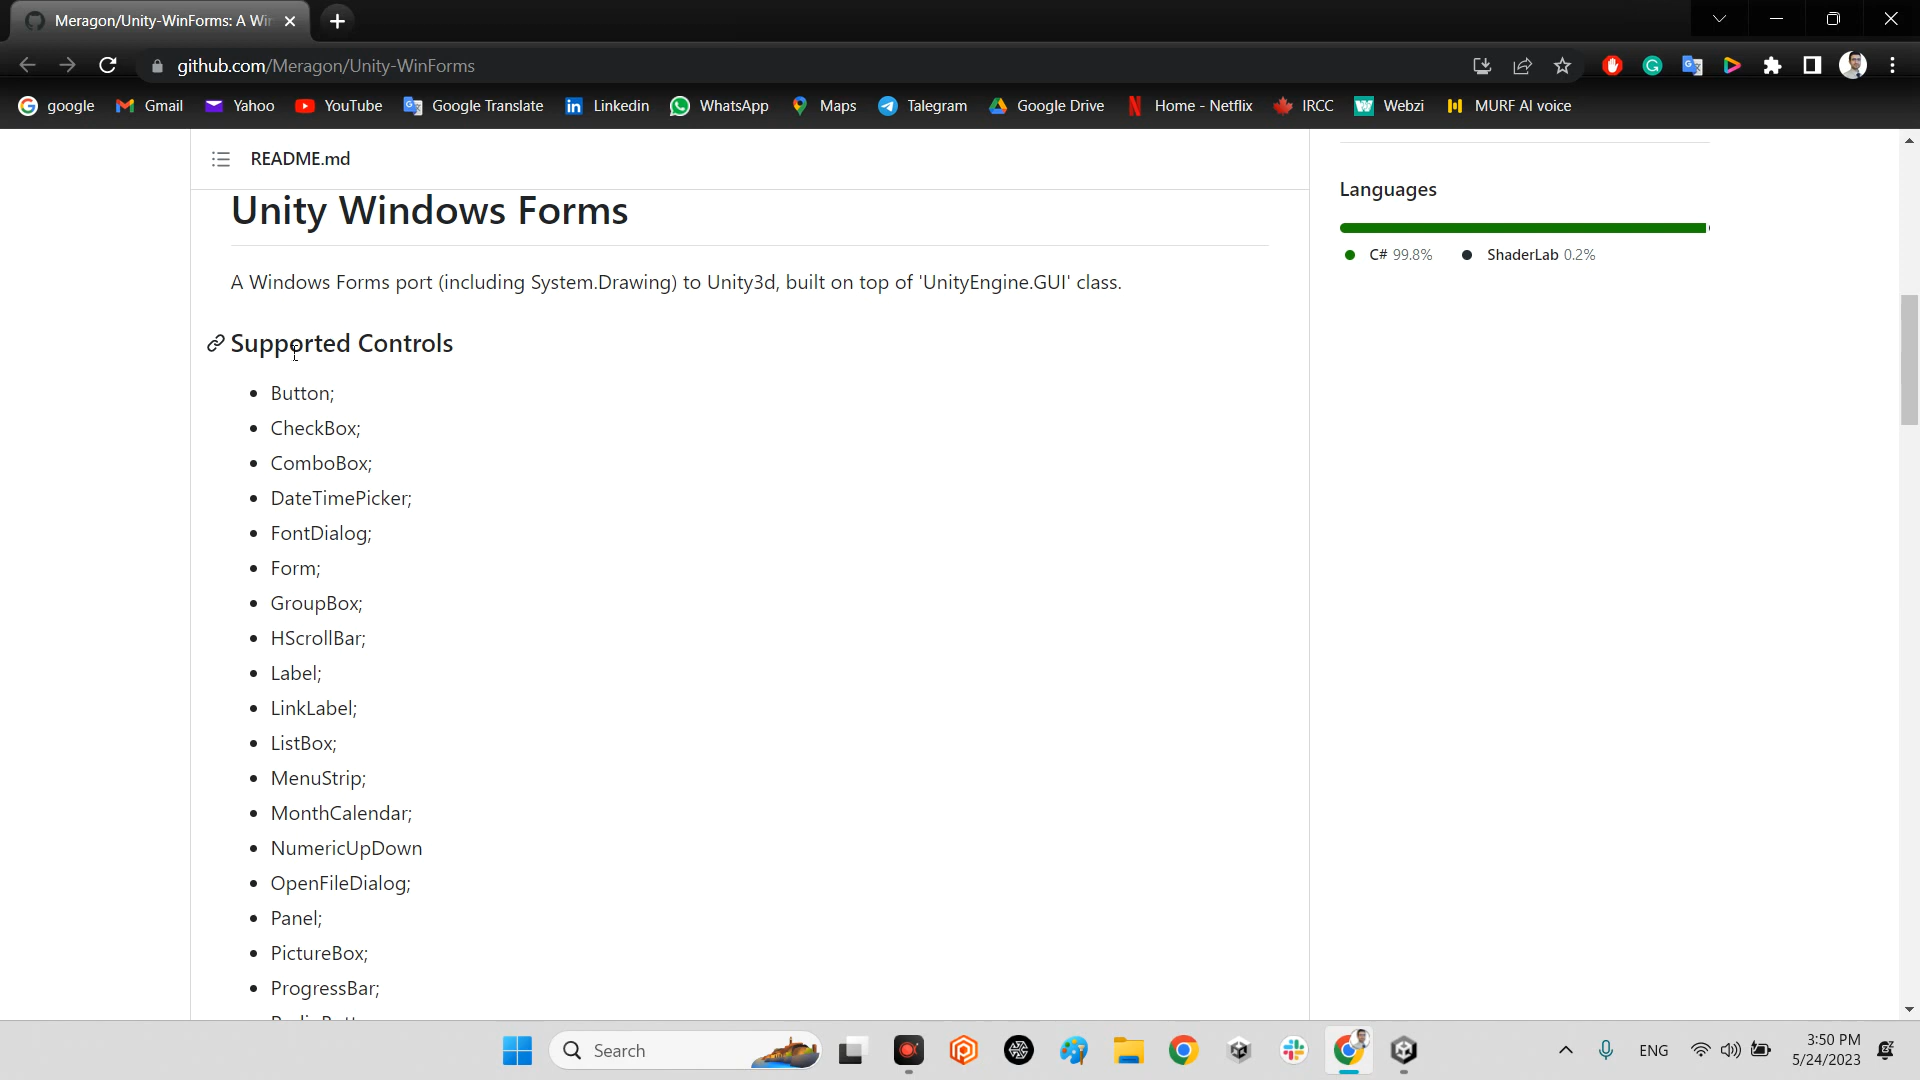 Meragon/Unity-WinForms: A Wi
github.com/Meragon/Unity-WinForms
google
Gmail
Yahoo
YouTube
Google Translate
Linkedin
WhatsApp
Maps
Talegram
Google Drive
Home - Netflix
IRCC
Webzi
MURF AI voice
README.md
Unity Windows Forms
A Windows Forms port (including System.Drawing) to Unity3d, built on top of 'UnityEngine.GUI' class.
Supported Controls
Button;
CheckBox;
ComboBox;
DateTimePicker;
FontDialog;
Form;
GroupBox;
HScrollBar;
Label;
LinkLabel;
ListBox;
MenuStrip;
MonthCalendar;
NumericUpDown
OpenFileDialog;
Panel;
PictureBox;
ProgressBar;
Languages
C# 99.8%
ShaderLab 0.2%
Search
ENG
3:50 PM
5/24/2023